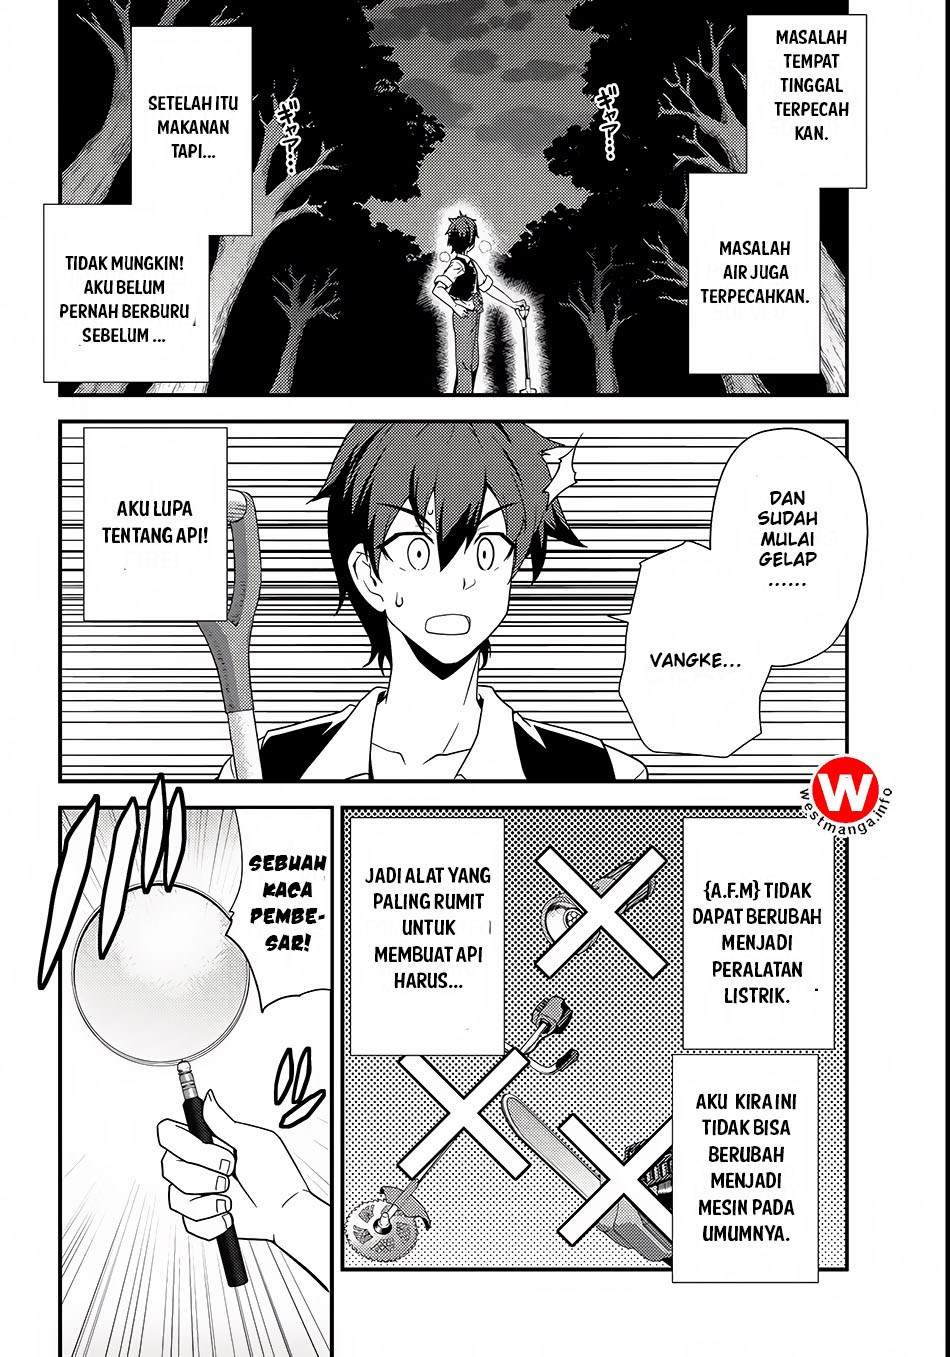 MASALAH
TEMPAT
TINGGAL
TERPECAH
KAN.
MASALAH
AIR JUGA
TERPECAHKAN.
ギャァ…
ギャァー…
SETELAH ITU
MAKANAN
TAPI...
TIDAK MUNGKIN!
AKU BELUM
PERNAH BERBURU
SEBELUM ...
DAN
SUDAH
MULAI
GELAP
......
VANGKE...
AKU LUPA
TENTANG API!
W
westmanga.info
{A.F.M} TIDAK
DAPAT BERUBAH
MENJADI
PERALATAN
LISTRIK.
AKU KIRA INI
TIDAK BISA
BERUBAH
MENJADI
MESIN PADA
UMUMNYA.
JADI ALAT YANG
PALING RUMIT
UNTUK
MEMBUAT API
HARUS...
SEBUAH
KACA
PEMBE-
SAR!